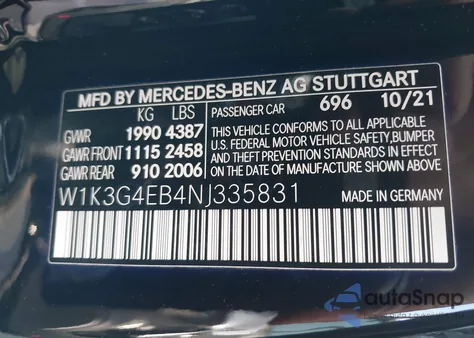 MFD BY MERCEDES-BENZ AG STUTTGART
KG LBS PASSENGER CAR 696 10/21
GVWR 1990 4387
GAWR FRONT 1115 2458
GAWR REAR 910 2006
THIS VEHICLE CONFORMS TO ALL APPLICABLE
U.S. FEDERAL MOTOR VEHICLE SAFETY, BUMPER
AND THEFT PREVENTION STANDARDS IN EFFECT
ON THE DATE OF MANUFACTURE SHOWN ABOVE
W1K3G4EB4NJ335831 MADE IN GERMANY
autoSnap